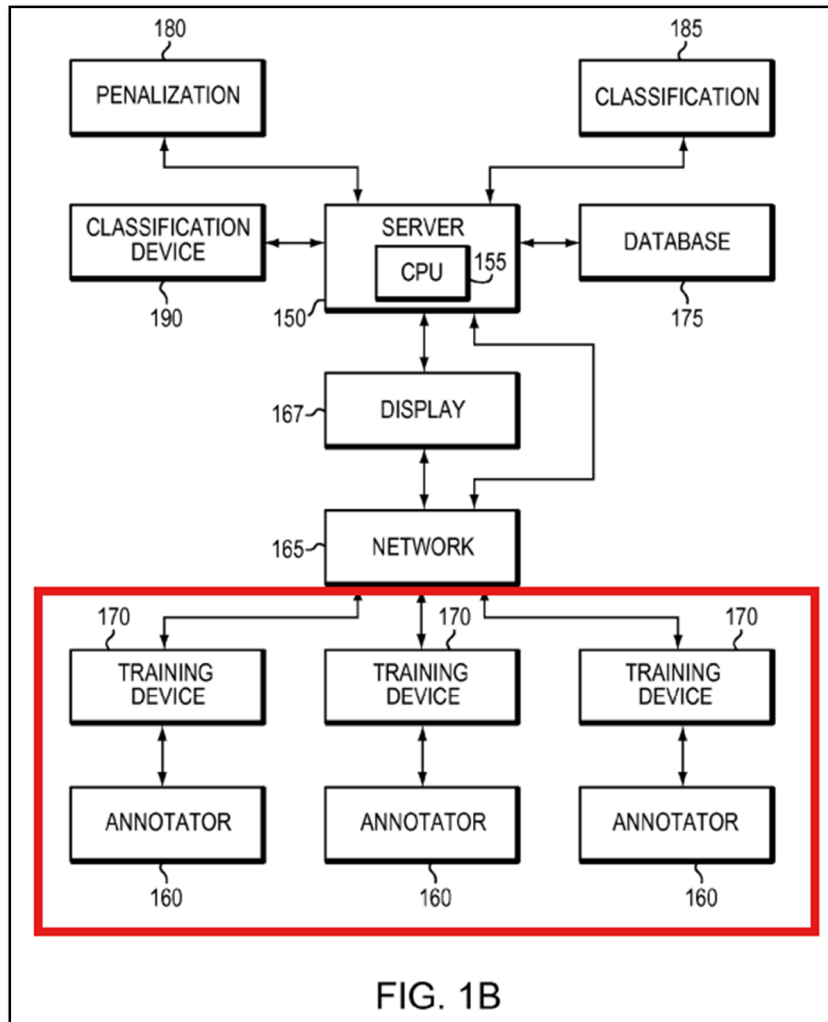 180
185
PENALIZATION
CLASSIFICATION
CLASSIFICATION
DEVICE
190
SERVER
CPU
155
150
DATABASE
175
167
DISPLAY
165
NETWORK
170
170
170
TRAINING
DEVICE
TRAINING
DEVICE
TRAINING
DEVICE
ANNOTATOR
ANNOTATOR
ANNOTATOR
160
160
160
FIG. 1B